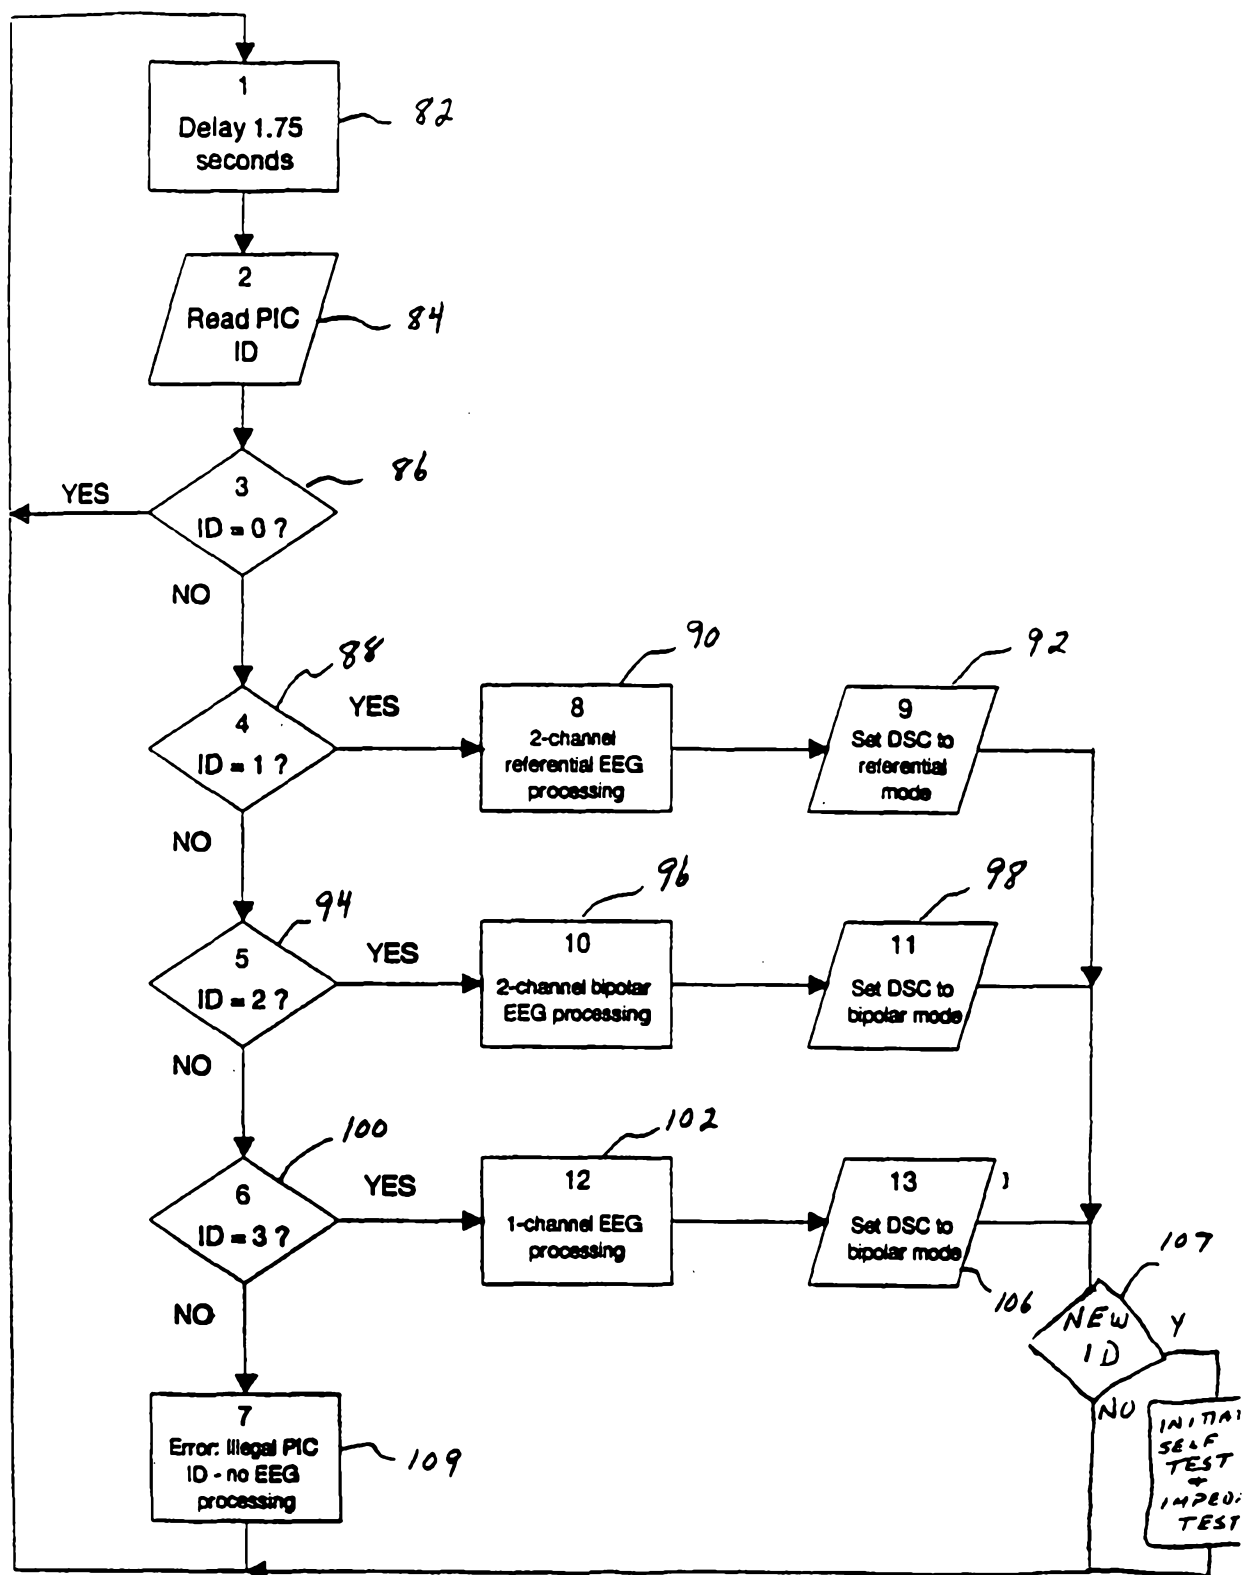 1
Delay 1.75
seconds
82
2
Read PIC
ID
84
3
ID = 0 ?
86
YES
NO
4
ID = 1 ?
88
YES
8
2-channel
referential EEG
processing
90
9
Set DSC to
referential
mode
92
NO
5
ID = 2 ?
94
YES
10
2-channel bipolar
EEG processing
96
11
Set DSC to
bipolar mode
98
NO
6
ID = 3 ?
100
YES
12
1-channel EEG
processing
102
13
Set DSC to
bipolar mode
106
NEW
ID
107
Y
NO
INITIA
SELF
TEST
+
IMPED
TEST
NO
7
Error: Illegal PIC
ID - no EEG
processing
109